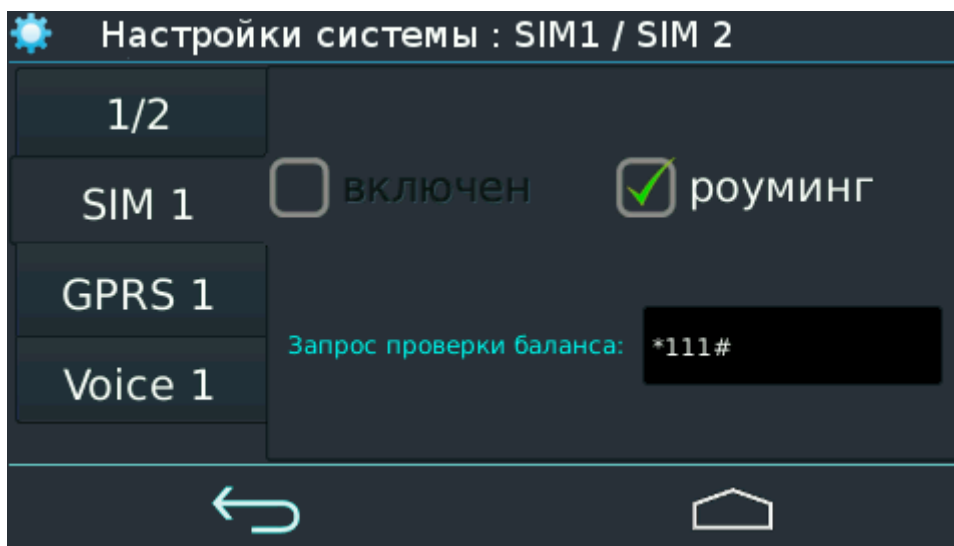 Настройки системы : SIM1 / SIM 2
1/2
SIM 1
включен
роуминг
GPRS 1
Запрос проверки баланса:
*111#
Voice 1